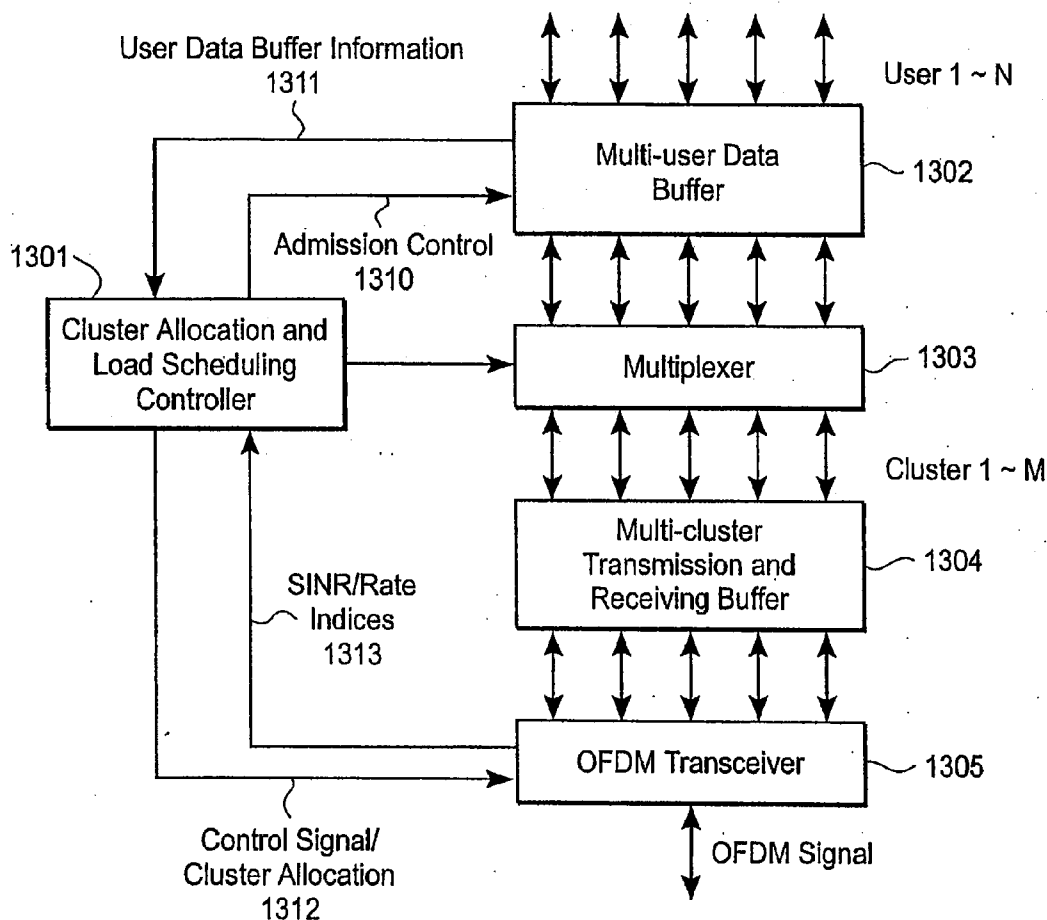 User Data Buffer Information
1311
User 1 ~ N
Multi-user Data
Buffer
1302
Admission Control
1310
1301
Cluster Allocation and
Load Scheduling
Controller
Multiplexer
1303
Cluster 1 ~ M
Multi-cluster
Transmission and
Receiving Buffer
1304
SINR/Rate
Indices
1313
OFDM Transceiver
1305
Control Signal/
Cluster Allocation
1312
OFDM Signal